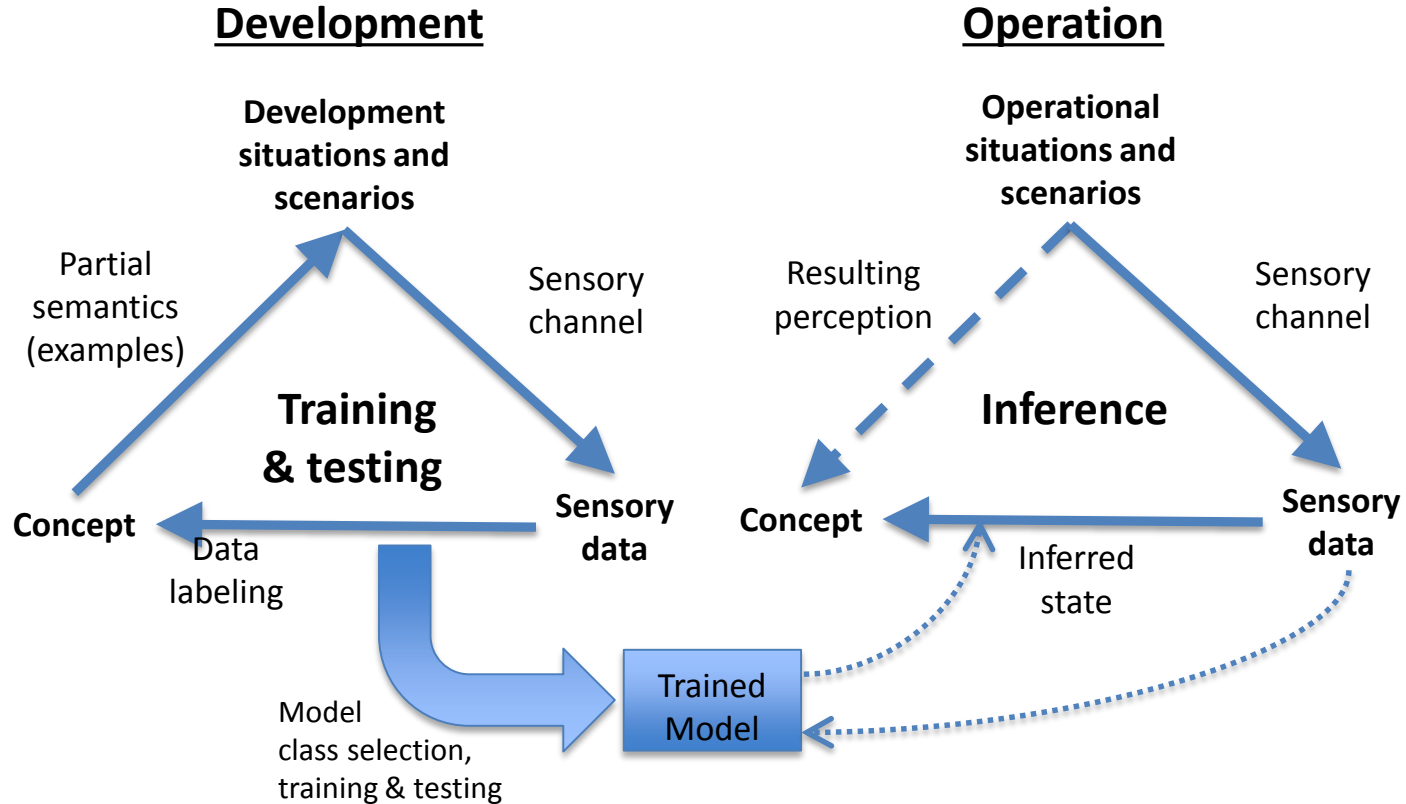 Development
Development
situations and
scenarios
Partial
semantics
(examples)
Sensory
channel
Training
& testing
Concept
Sensory
data
Data
labeling
Model
class selection,
training & testing
Trained
Model
Operation
Operational
situations and
scenarios
Resulting
perception
Sensory
channel
Inference
Concept
Sensory
data
Inferred
state